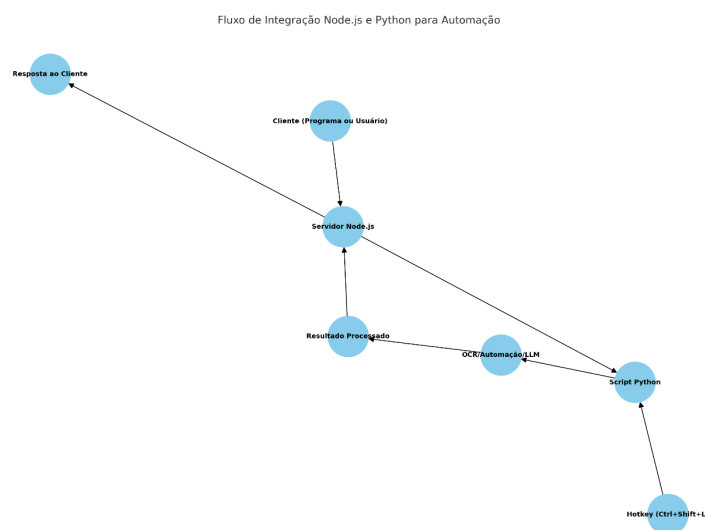 Fluxo de Integração Node.js e Python para Automação
Resposta ao Cliente
Cliente (Programa ou Usuário)
Servidor Node.js
Resultado Processado
OCR/Automação/LLM
Script Python
Hotkey (Ctrl+Shift+L